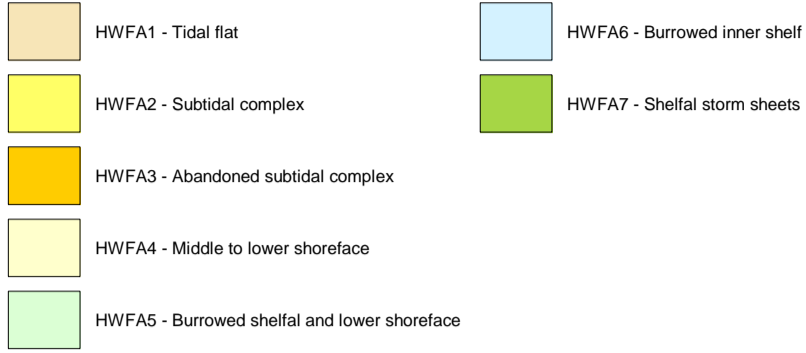 HWFA1 - Tidal flat
HWFA2 - Subtidal complex
HWFA3 - Abandoned subtidal complex
HWFA4 - Middle to lower shoreface
HWFA5 - Burrowed shelfal and lower shoreface
HWFA6 - Burrowed inner shelf
HWFA7 - Shelfal storm sheets